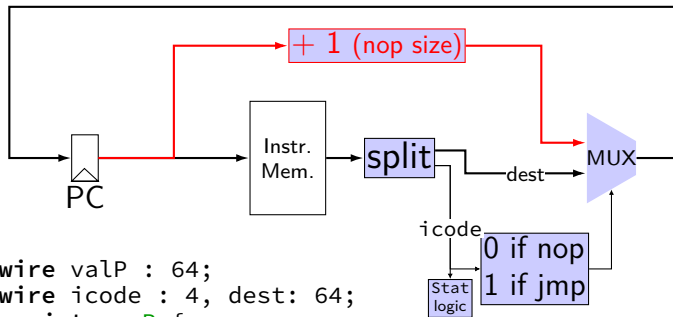 + 1 (nop size)
Instr.
Mem.
split
MUX
PC
dest
icode
0 if nop
1 if jmp
Stat
logic
wire valP : 64;
wire icode : 4, dest: 64;